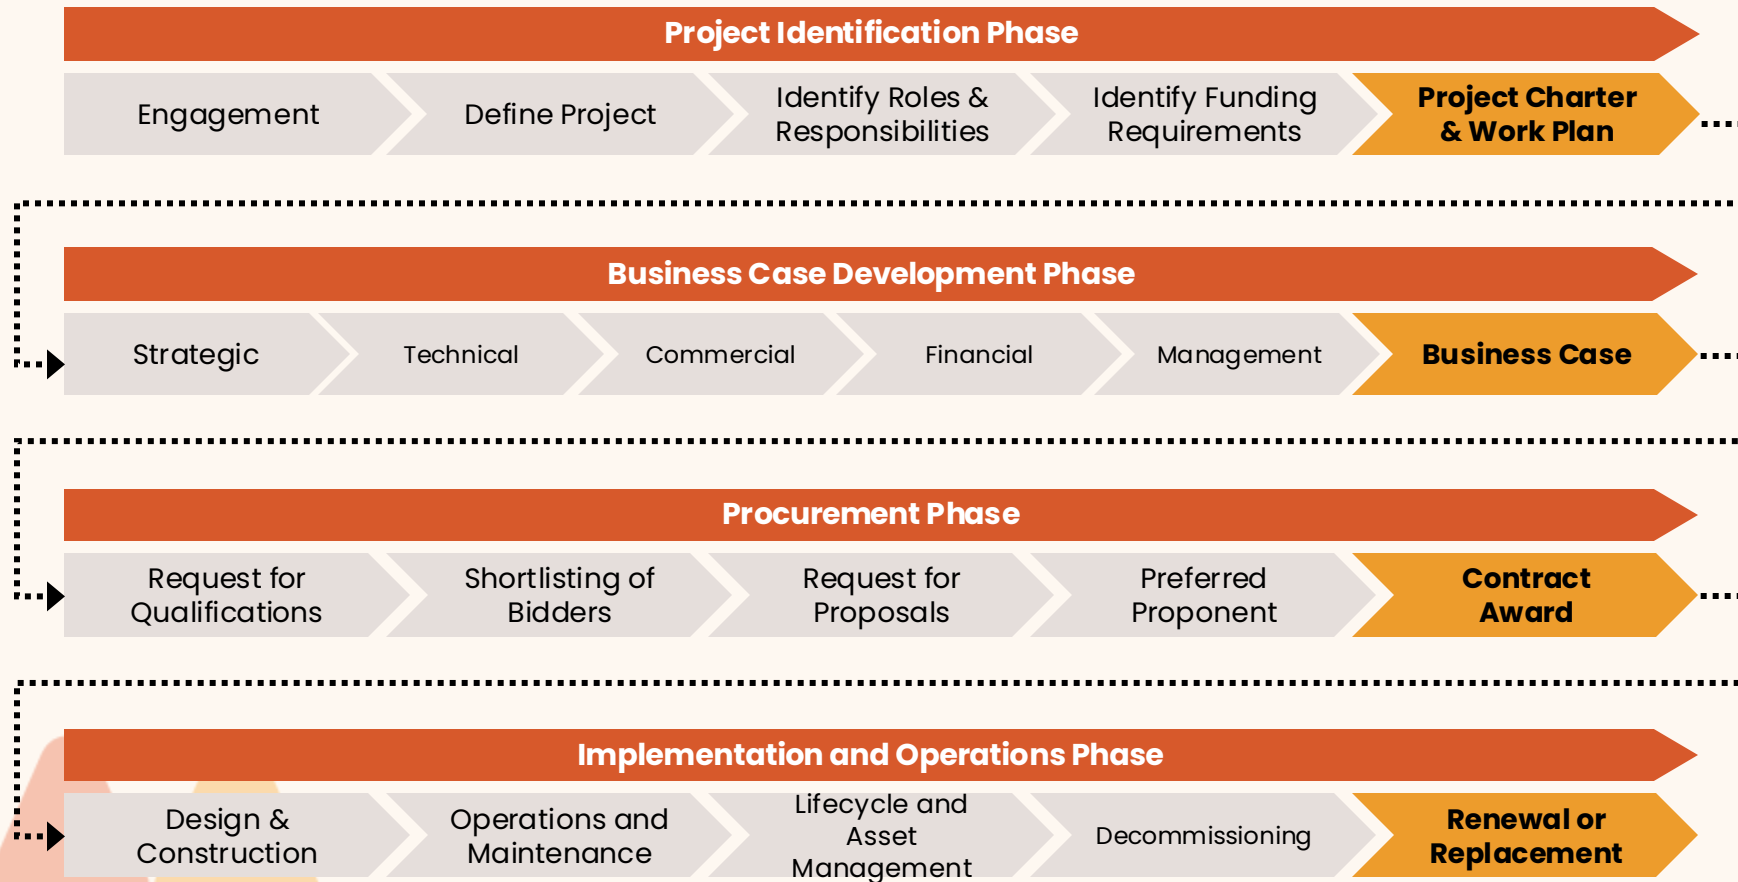 Project Identification Phase
Engagement
Define Project
Identify Roles &
Responsibilities
Identify Funding
Requirements
Project Charter
& Work Plan
Business Case Development Phase
Strategic
Technical
Commercial
Financial
Management
Business Case
Procurement Phase
Request for
Qualifications
Shortlisting of
Bidders
Request for
Proposals
Preferred
Proponent
Contract
Award
Implementation and Operations Phase
Design &
Construction
Operations and
Maintenance
Lifecycle and
Asset
Management
Decommissioning
Renewal or
Replacement